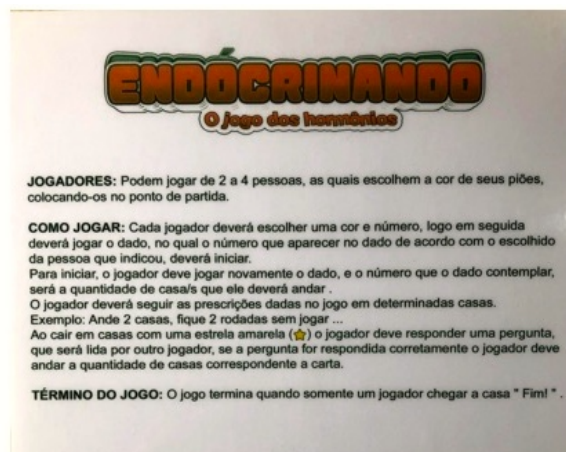 ENDÓCRINANDO
O jogo dos hormônios
JOGADORES: Podem jogar de 2 a 4 pessoas, as quais escolhem a cor de seus piões,
colocando-os no ponto de partida.
COMO JOGAR: Cada jogador deverá escolher uma cor e número, logo em seguida
deverá jogar o dado, no qual o número que aparecer no dado de acordo com o escolhido
da pessoa que indicou, deverá iniciar.
Para iniciar, o jogador deve jogar novamente o dado, e o número que o dado contemplar,
será a quantidade de casa/s que ele deverá andar .
O jogador deverá seguir as prescrições dadas no jogo em determinadas casas.
Exemplo: Ande 2 casas, fique 2 rodadas sem jogar ...
Ao cair em casas com uma estrela amarela (⭐) o jogador deve responder uma pergunta,
que será lida por outro jogador, se a pergunta for respondida corretamente o jogador deve
andar a quantidade de casas correspondente a carta.
TÉRMINO DO JOGO: O jogo termina quando somente um jogador chegar a casa " Fim! " .